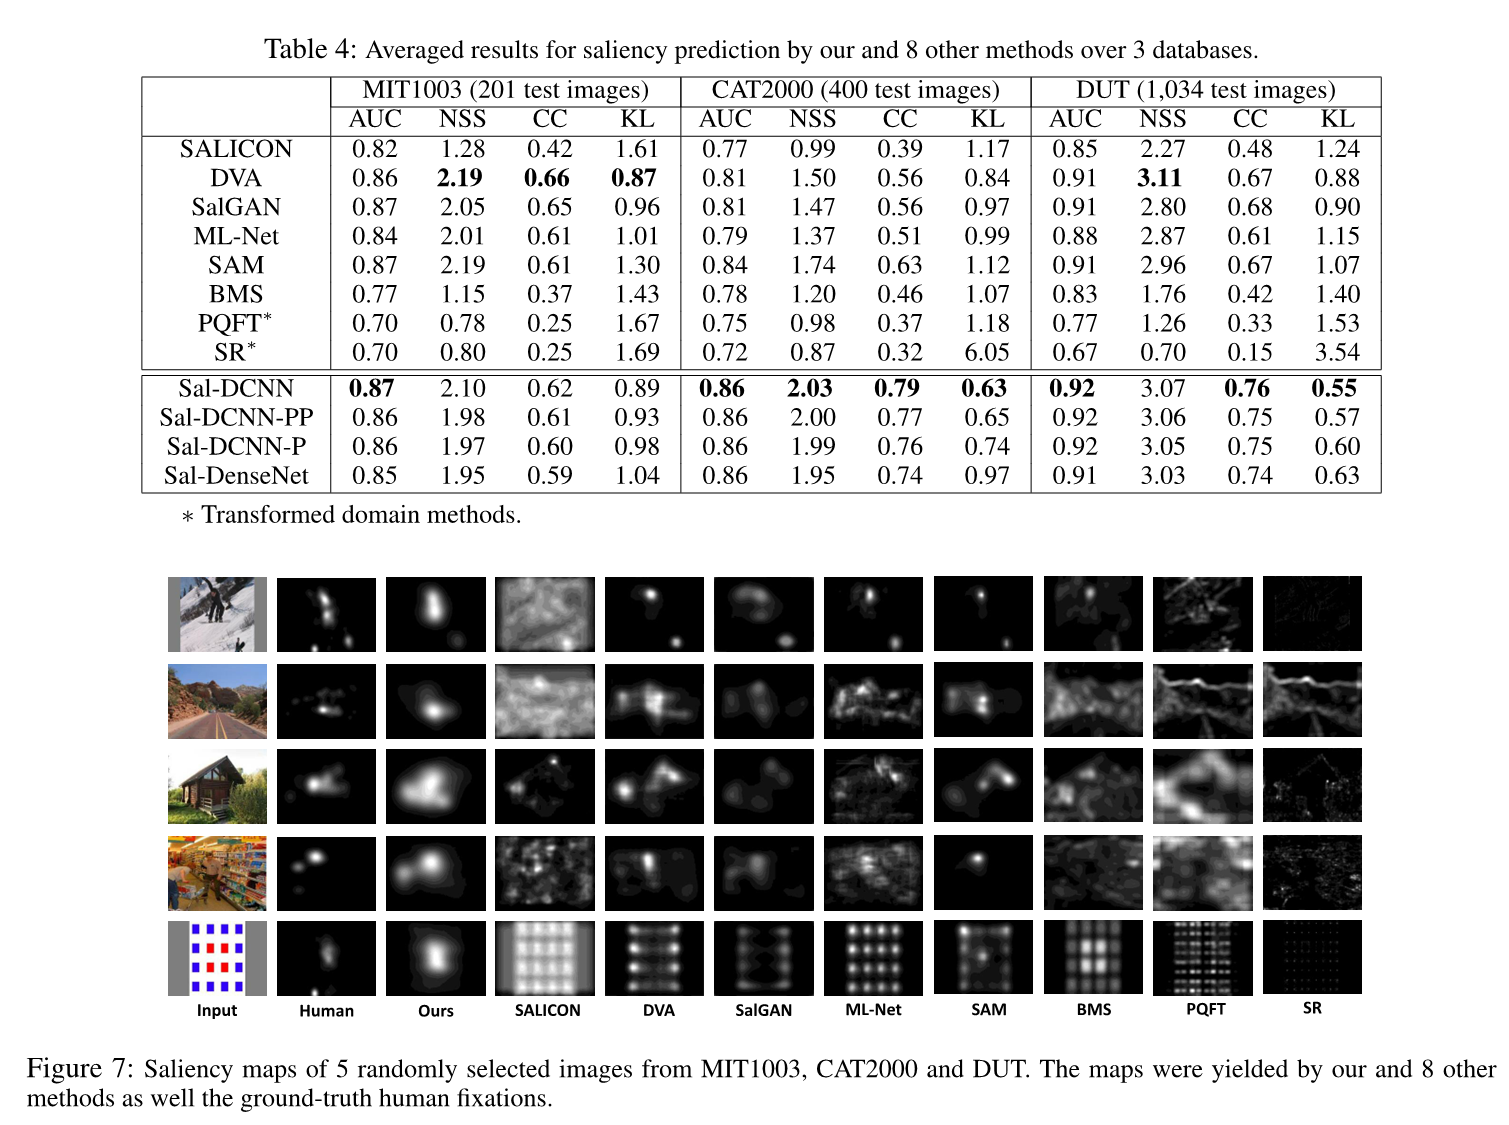 Table 4: Averaged results for saliency prediction by our and 8 other methods over 3 databases.
MIT1003 (201 test images) CAT2000 (400 test images) DUT (1,034 test images)
AUC NSS CC KL AUC NSS CC KL AUC NSS CC KL
SALICON 0.82 1.28 0.42 1.61 0.77 0.99 0.39 1.17 0.85 2.27 0.48 1.24
DVA 0.86 2.19 0.66 0.87 0.81 1.50 0.56 0.84 0.91 3.11 0.67 0.88
SalGAN 0.87 2.05 0.65 0.96 0.81 1.47 0.56 0.97 0.91 2.80 0.68 0.90
ML-Net 0.84 2.01 0.61 1.01 0.79 1.37 0.51 0.99 0.88 2.87 0.61 1.15
SAM 0.87 2.19 0.61 1.30 0.84 1.74 0.63 1.12 0.91 2.96 0.67 1.07
BMS 0.77 1.15 0.37 1.43 0.78 1.20 0.46 1.07 0.83 1.76 0.42 1.40
PQFT* 0.70 0.78 0.25 1.67 0.75 0.98 0.37 1.18 0.77 1.26 0.33 1.53
SR* 0.70 0.80 0.25 1.69 0.72 0.87 0.32 6.05 0.67 0.70 0.15 3.54
Sal-DCNN 0.87 2.10 0.62 0.89 0.86 2.03 0.79 0.63 0.92 3.07 0.76 0.55
Sal-DCNN-PP 0.86 1.98 0.61 0.93 0.86 2.00 0.77 0.65 0.92 3.06 0.75 0.57
Sal-DCNN-P 0.86 1.97 0.60 0.98 0.86 1.99 0.76 0.74 0.92 3.05 0.75 0.60
Sal-DenseNet 0.85 1.95 0.59 1.04 0.86 1.95 0.74 0.97 0.91 3.03 0.74 0.63
* Transformed domain methods.
Input Human Ours SALICON DVA SalGAN ML-Net SAM BMS PQFT SR
Figure 7: Saliency maps of 5 randomly selected images from MIT1003, CAT2000 and DUT. The maps were yielded by our and 8 other
methods as well the ground-truth human fixations.